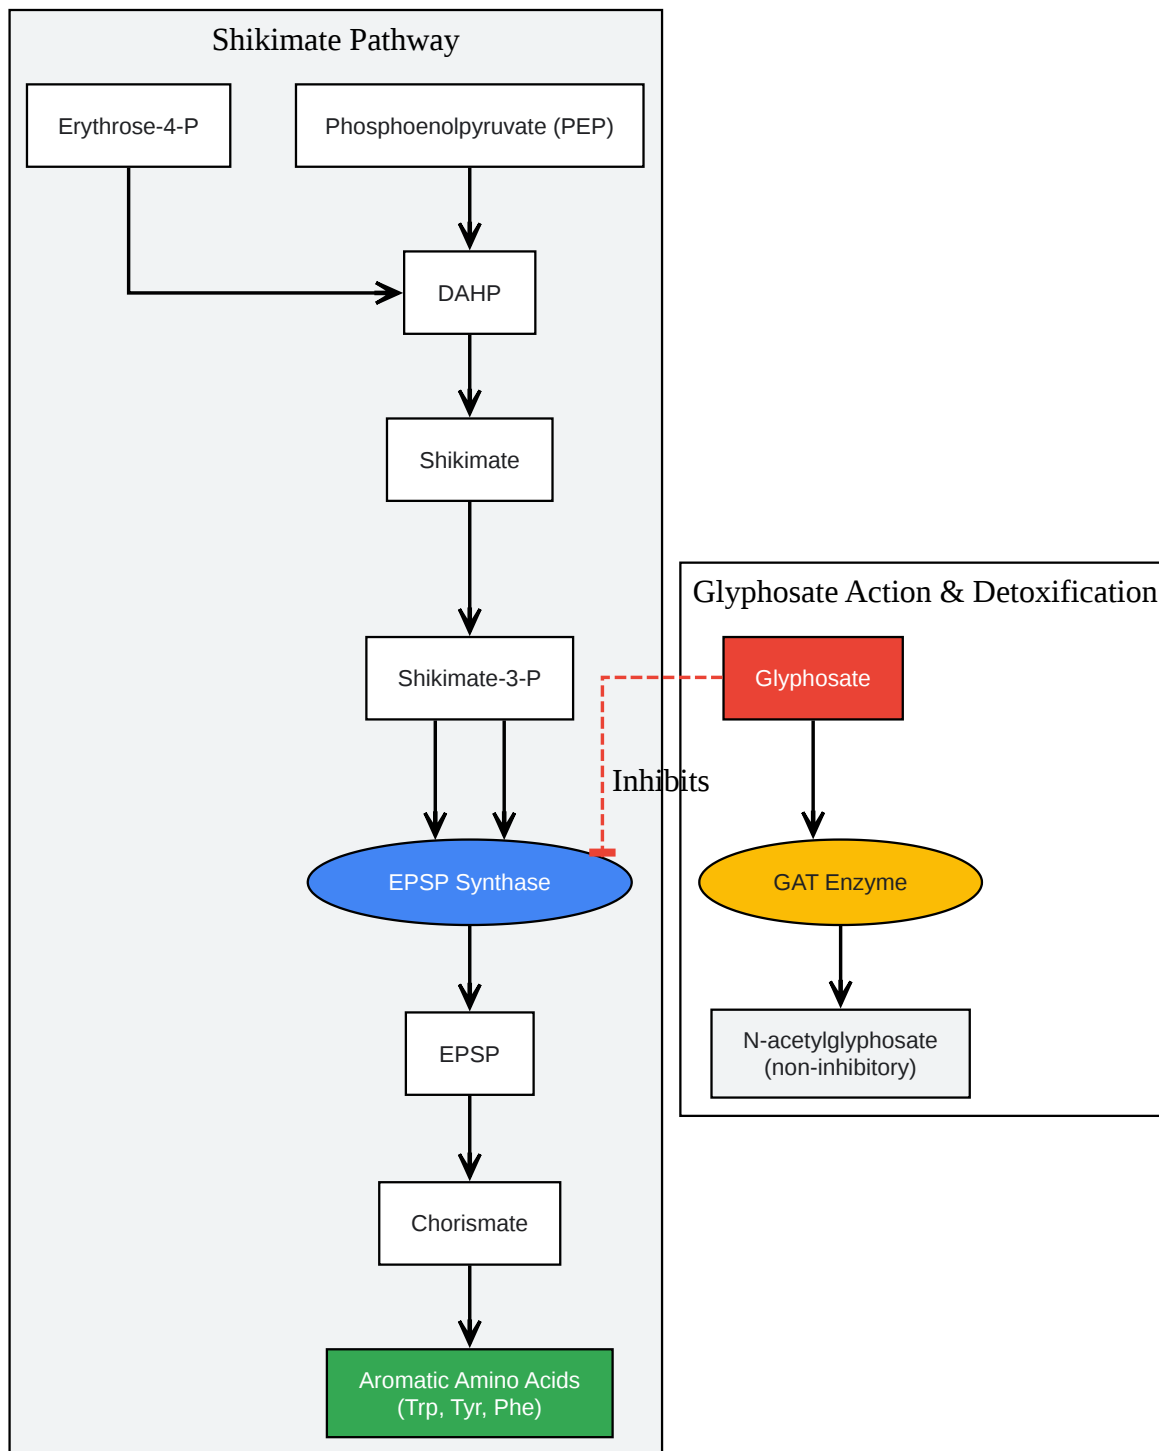 Shikimate Pathway
Erythrose-4-P
Phosphoenolpyruvate (PEP)
DAHP
Shikimate
Shikimate-3-P
EPSP Synthase
EPSP
Chorismate
Aromatic Amino Acids
(Trp, Tyr, Phe)
Inhibits
Glyphosate Action & Detoxification
Glyphosate
GAT Enzyme
N-acetylglyphosate
(non-inhibitory)